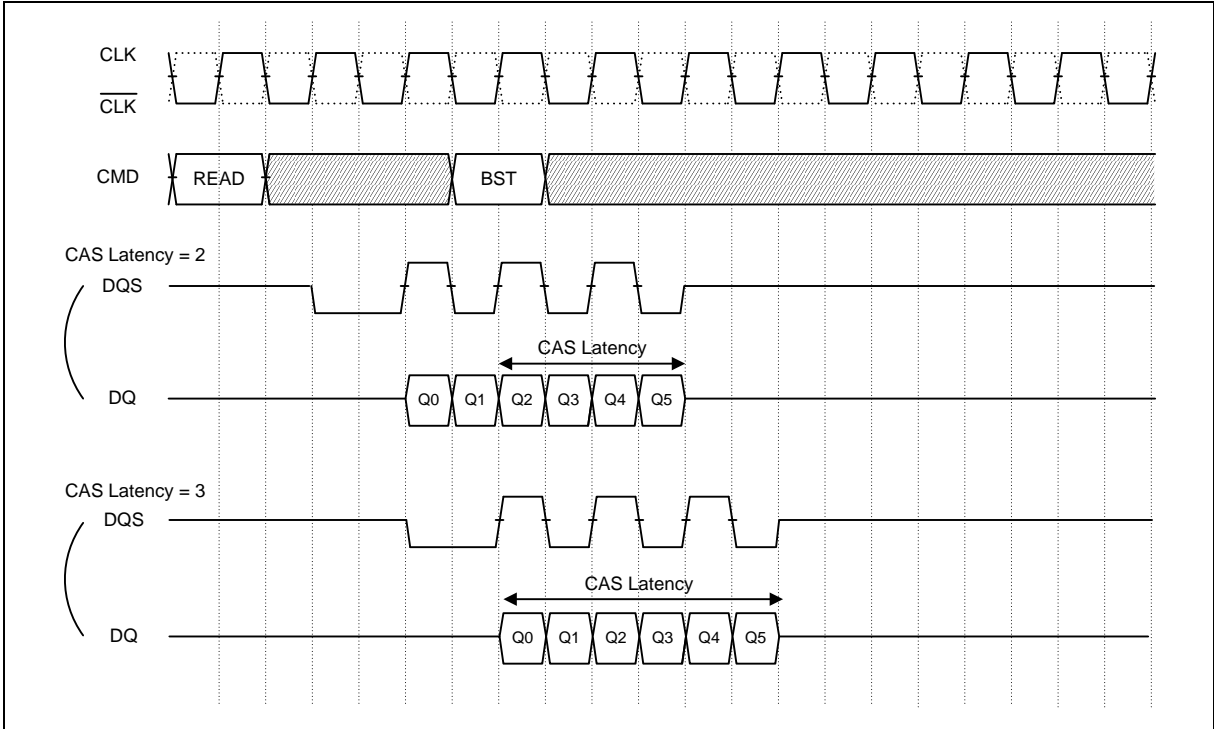 CLK
CLK
CMD READ BST
CAS Latency = 2
DQS
CAS Latency
DQ Q0 Q1 Q2 Q3 Q4 Q5
CAS Latency = 3
DQS
CAS Latency
DQ Q0 Q1 Q2 Q3 Q4 Q5